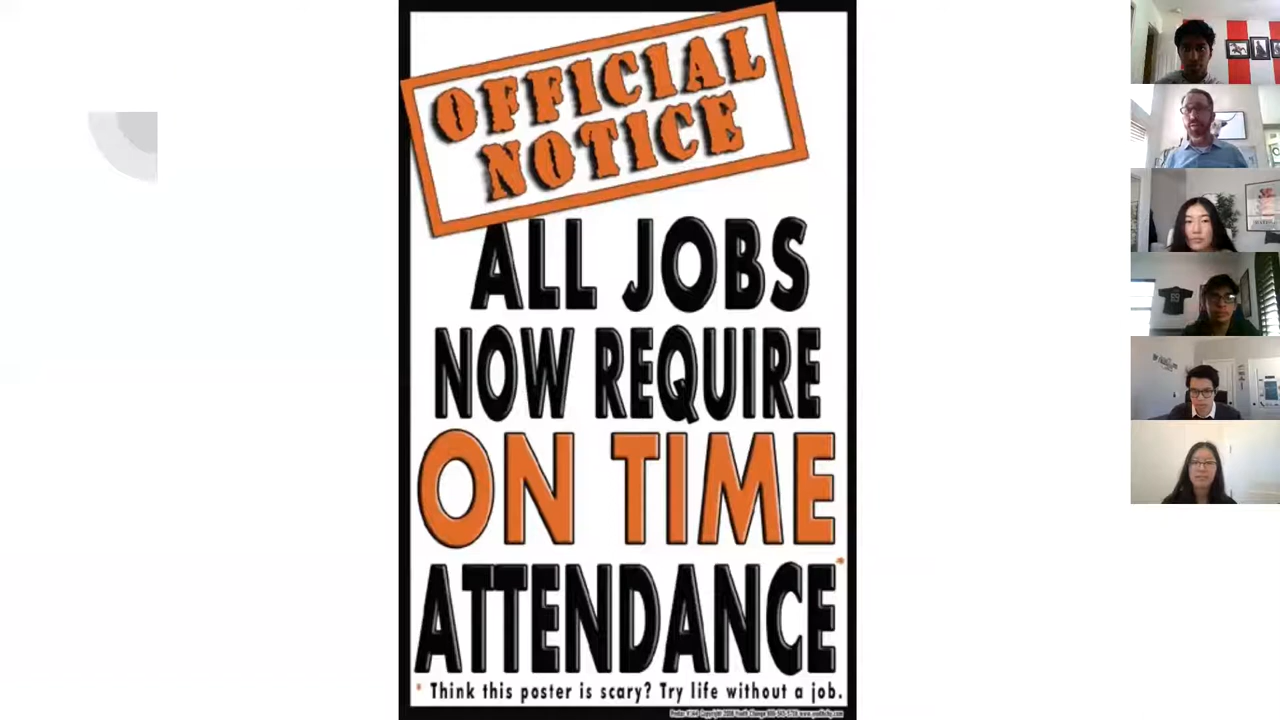 OFFICIAL
NOTICE
ALL JOBS
NOW REQUIRE
ON TIME
ATTENDANCE*
* Think this poster is scary? Try life without a job.